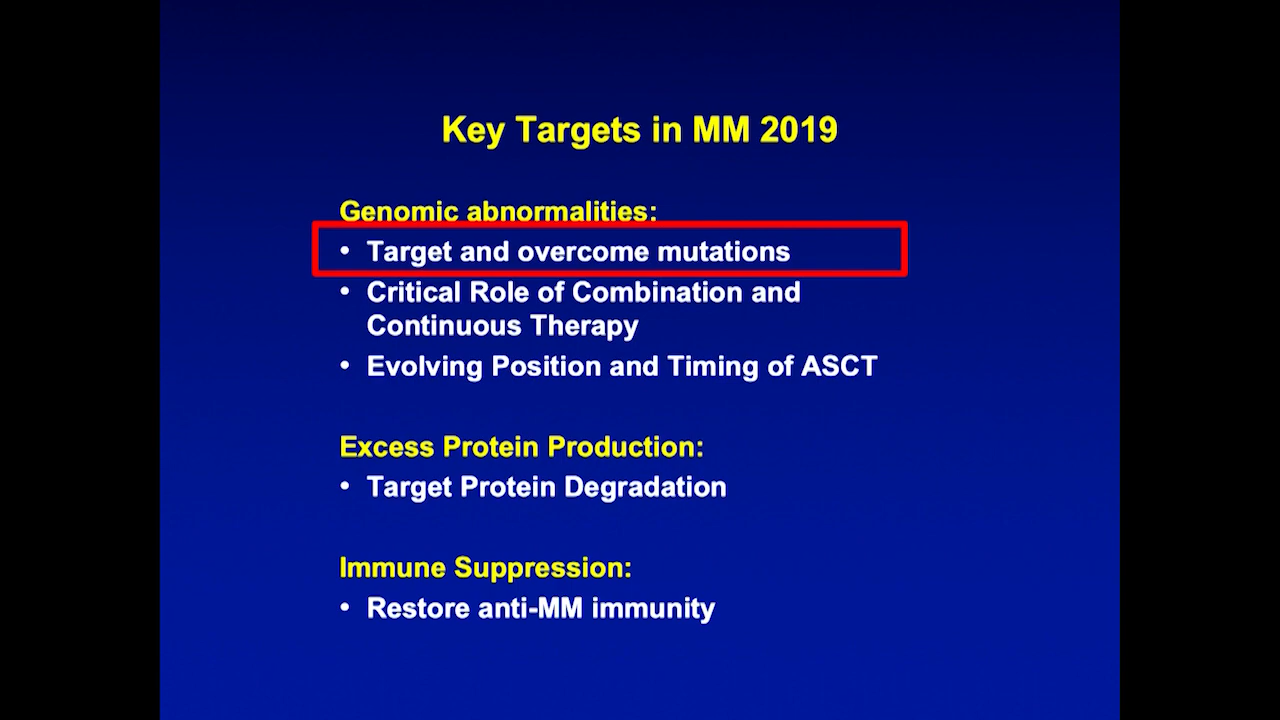 Key Targets in MM 2019
Genomic abnormalities:
• Target and overcome mutations
• Critical Role of Combination and
Continuous Therapy
• Evolving Position and Timing of ASCT
Excess Protein Production:
• Target Protein Degradation
Immune Suppression:
• Restore anti-MM immunity